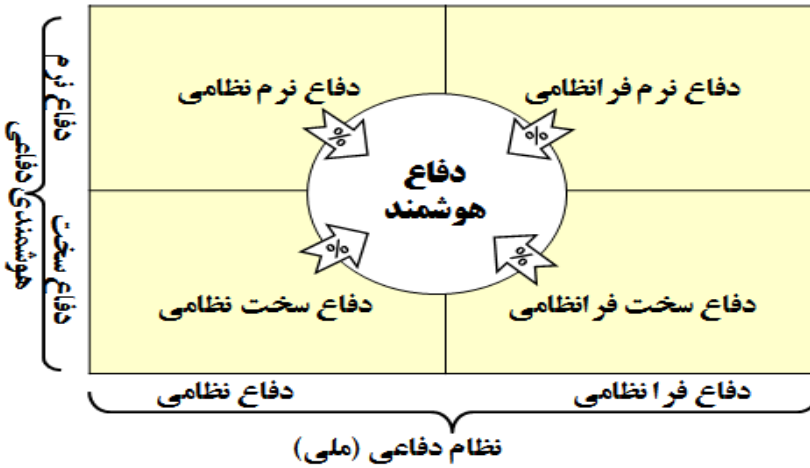 دفاع نرم فرانظامی
دفاع نرم نظامی
%
%
دفاع
هوشمند
%
%
دفاع سخت فرانظامی
دفاع سخت نظامی
دفاع نرم
دفاع سخت
هوشمندی دفاعی
دفاع فرانظامی
دفاع نظامی
نظام دفاعی (ملی)